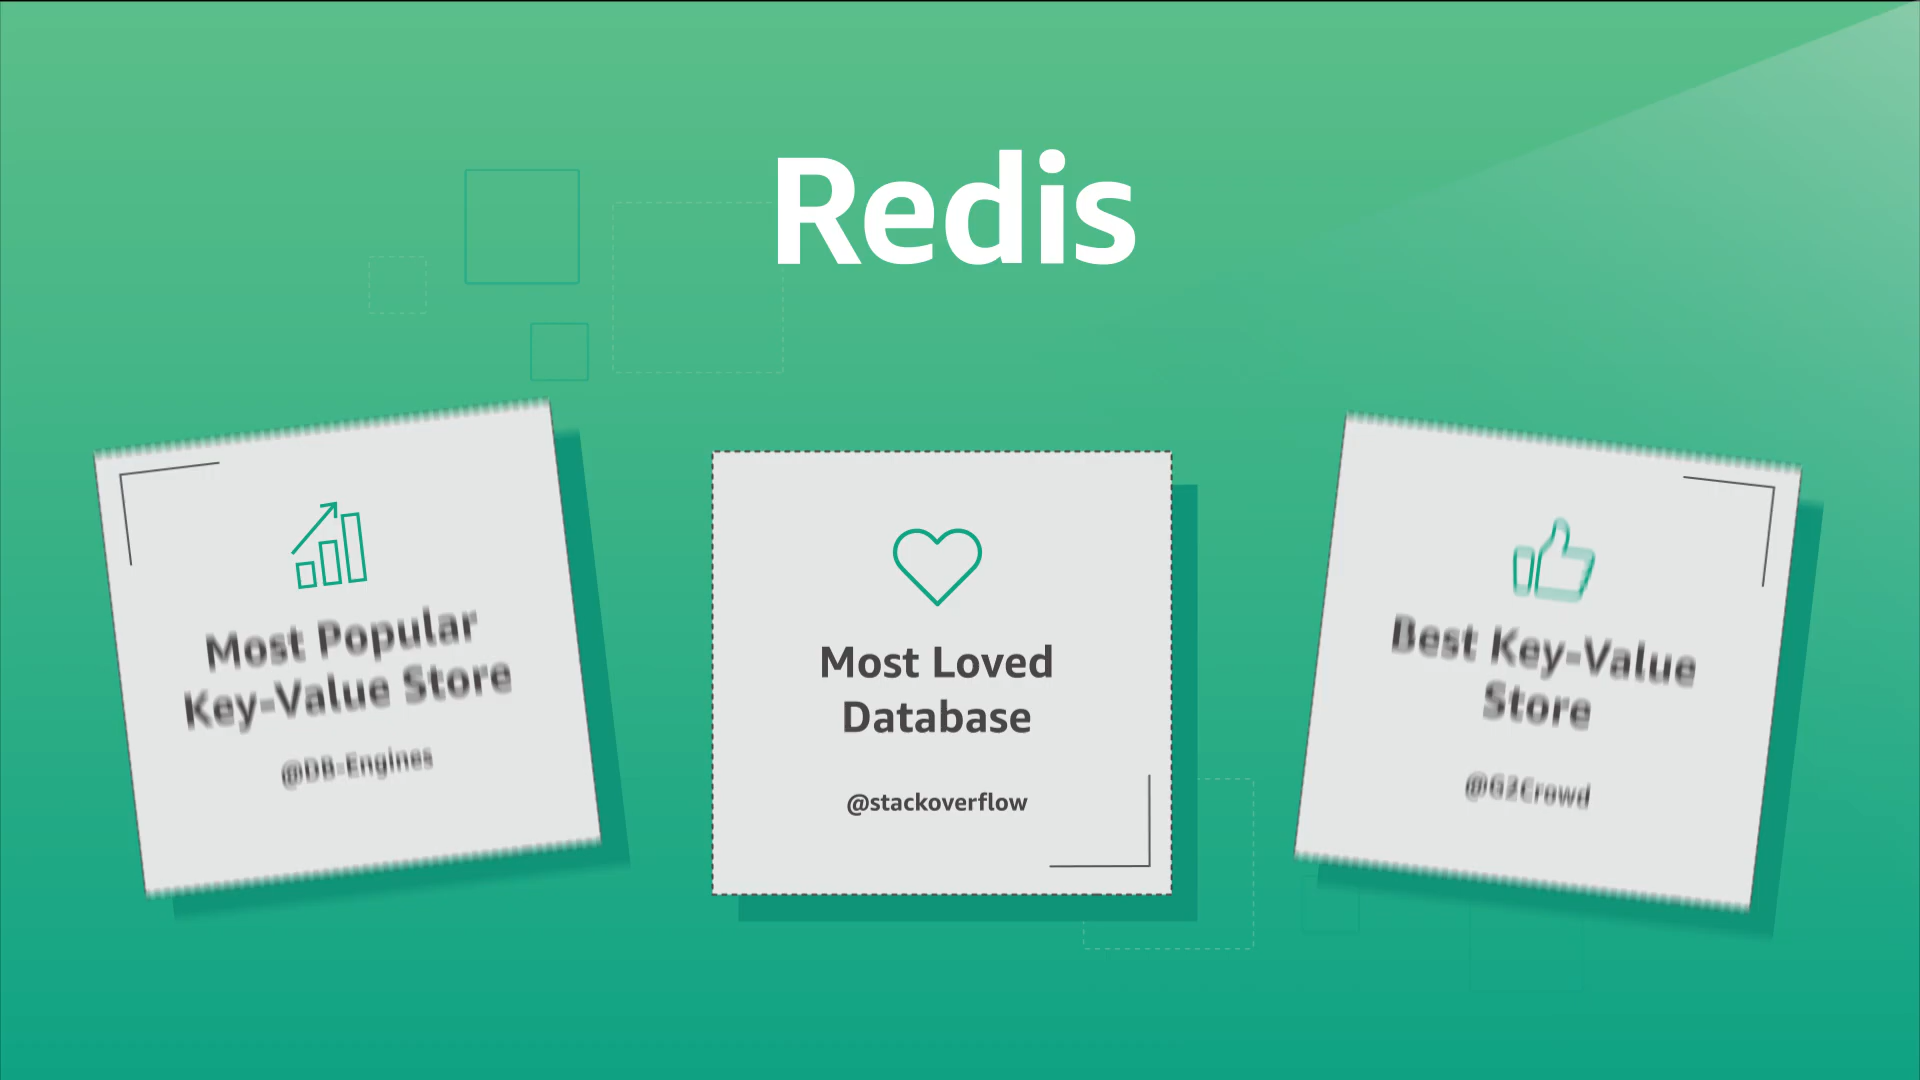 Redis
Most Popular
Key-Value Store
@DB-Engines
Most Loved
Database
@stackoverflow
Best Key-Value
Store
@G2Crowd